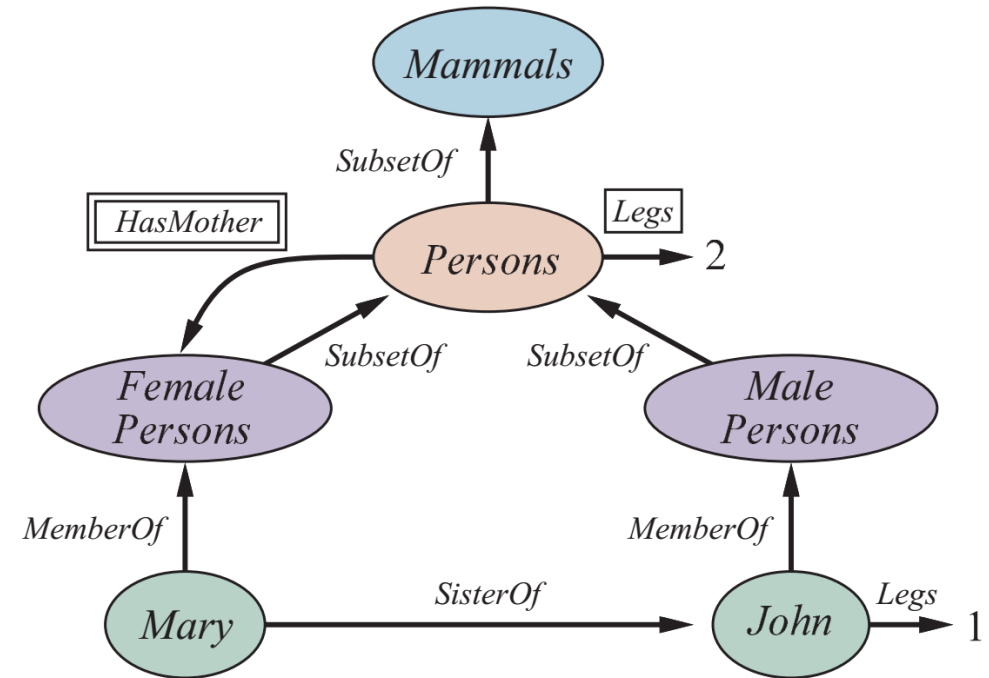 Mammals
SubsetOf
HasMother
Legs
Persons
2
SubsetOf
SubsetOf
Female
Persons
Male
Persons
MemberOf
MemberOf
SisterOf
Legs
Mary
John
1